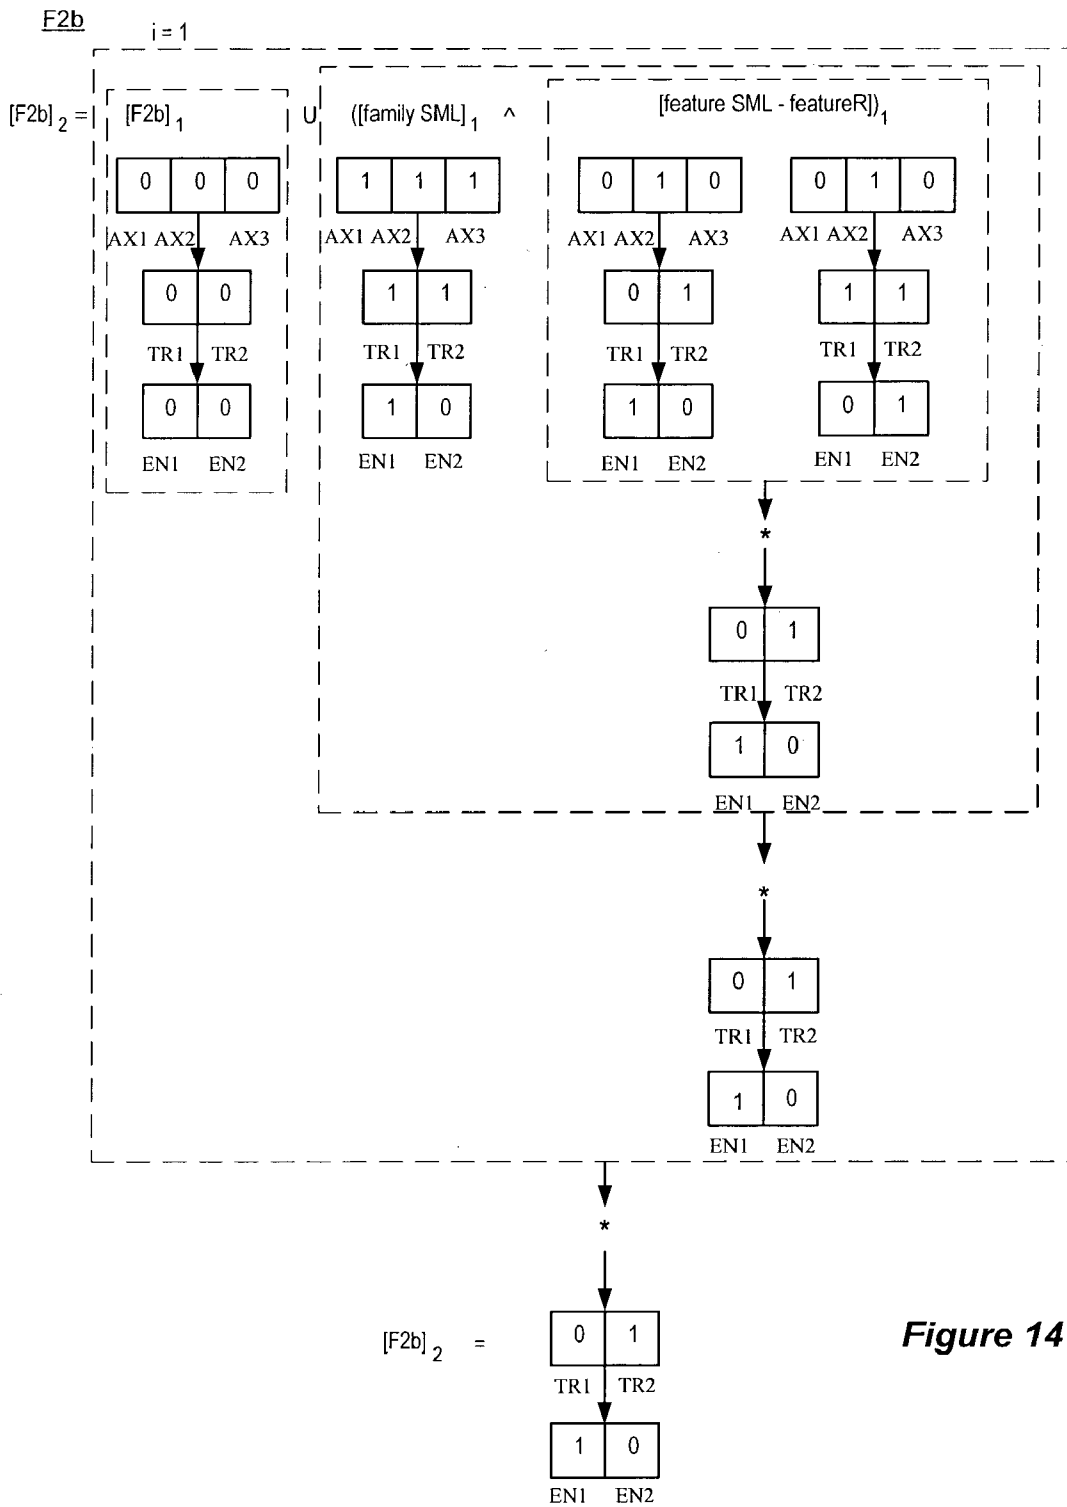 F2b
i = 1
[F2b] 2 = [F2b] 1 U ([family SML] 1 ^ [feature SML - featureR]) 1
0 0 0 1 1 1 0 1 0 0 1 0
AX1 AX2 AX3 AX1 AX2 AX3 AX1 AX2 AX3 AX1 AX2 AX3
0 0 1 1 0 1 1 1
TR1 TR2 TR1 TR2 TR1 TR2 TR1 TR2
0 0 1 0 1 0 0 1
EN1 EN2 EN1 EN2 EN1 EN2 EN1 EN2
*
0 1
TR1 TR2
1 0
EN1 EN2
*
0 1
TR1 TR2
1 0
EN1 EN2
*
[F2b] 2 = 0 1
Figure 14
TR1 TR2
1 0
EN1 EN2